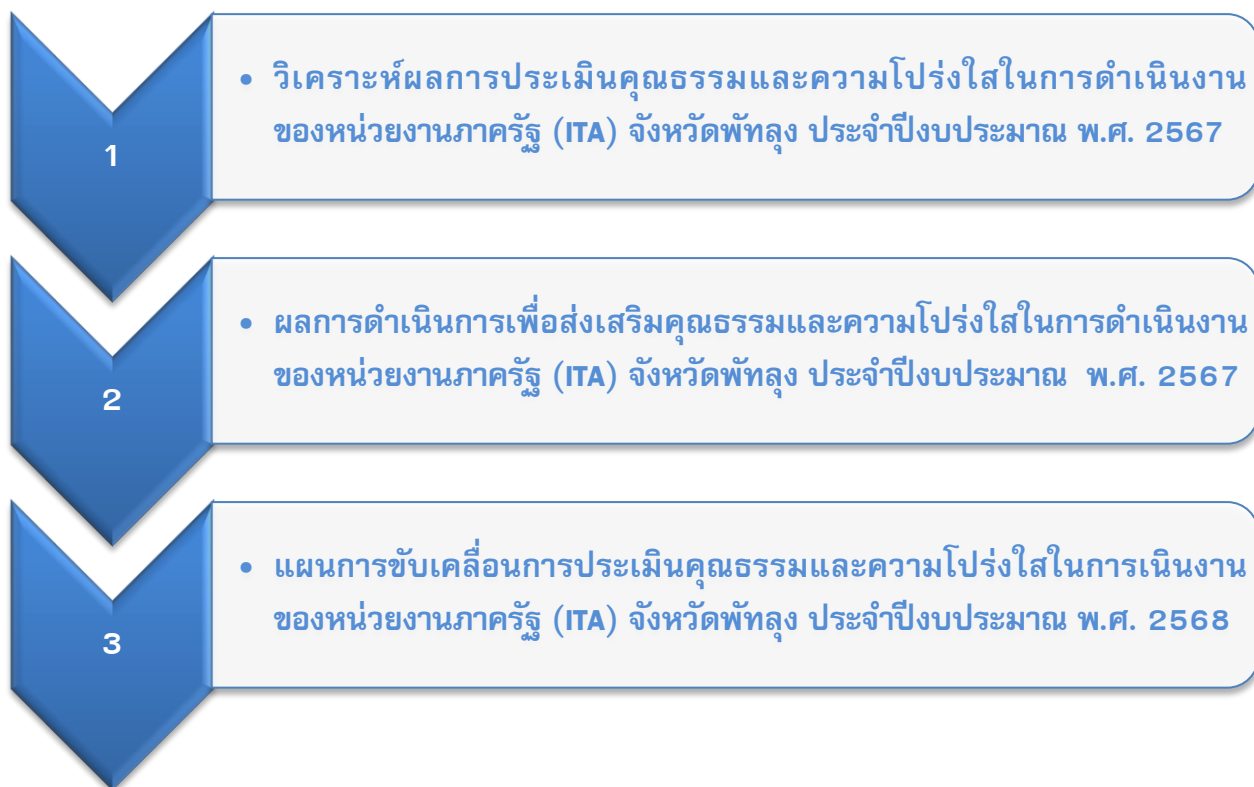 1
• วิเคราะห์ผลการประเมินคุณธรรมและความโปร่งใสในการดำเนินงาน
ของหน่วยงานภาครัฐ (ITA) จังหวัดพัทลุง ประจำปีงบประมาณ พ.ศ. 2567
2
• ผลการดำเนินการเพื่อส่งเสริมคุณธรรมและความโปร่งใสในการดำเนินงาน
ของหน่วยงานภาครัฐ (ITA) จังหวัดพัทลุง ประจำปีงบประมาณ พ.ศ. 2567
3
• แผนการขับเคลื่อนการประเมินคุณธรรมและความโปร่งใสในการเนินงาน
ของหน่วยงานภาครัฐ (ITA) จังหวัดพัทลุง ประจำปีงบประมาณ พ.ศ. 2568